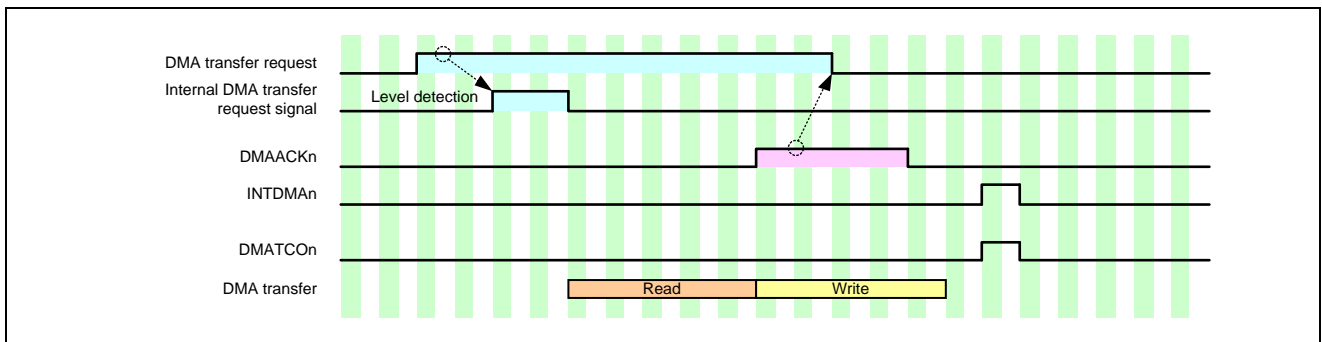 DMA transfer request
Internal DMA transfer
request signal
Level detection
DMAACKn
INTDMAn
DMATCOn
DMA transfer
Read
Write